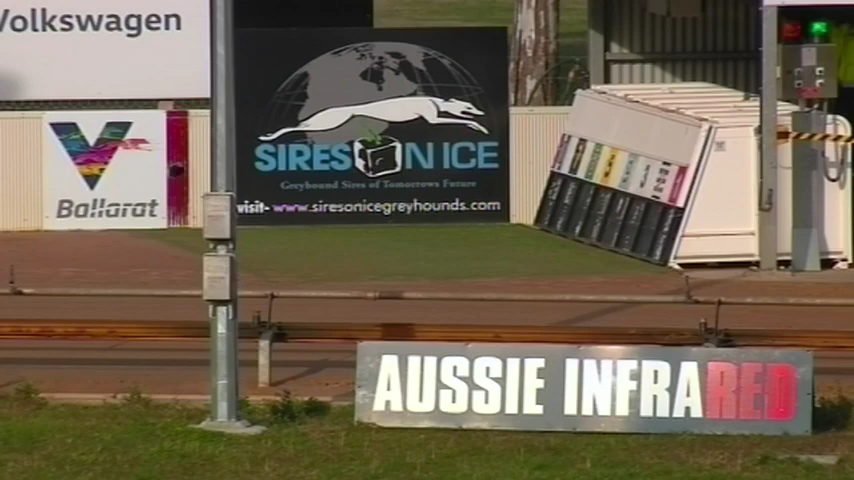 Volkswagen
V
Ballarat
SIRES ON ICE
Greyhound Sires of Tomorrows Future
visit- www.siresonicegreyhounds.com
AUSSIE INFRARED